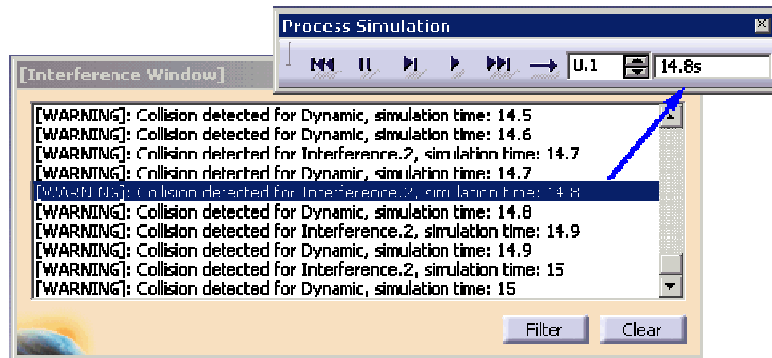 Process Simulation
0.1
14.8s
[Interference Window]
[WARNING]: Collision detected for Dynamic, simulation time: 14.5
[WARNING]: Collision detected for Dynamic, simulation time: 14.6
[WARNING]: Collision detected for Interference.2, simulation time: 14.7
[WARNING]: Collision detected for Dynamic, simulation time: 14.7
[WARNING]: Collision detected for Interference.2, simulation time: 14.8
[WARNING]: Collision detected for Dynamic, simulation time: 14.8
[WARNING]: Collision detected for Interference.2, simulation time: 14.9
[WARNING]: Collision detected for Dynamic, simulation time: 14.9
[WARNING]: Collision detected for Interference.2, simulation time: 15
[WARNING]: Collision detected for Dynamic, simulation time: 15
Filter Clear